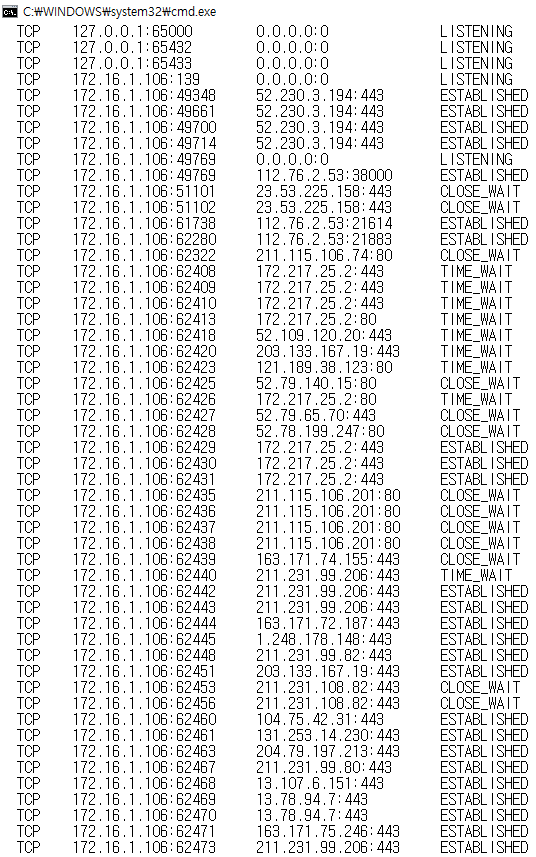 C:₩WINDOWS₩system32₩cmd.exe
TCP 127.0.0.1:65000 0.0.0.0:0 LISTENING
TCP 127.0.0.1:65432 0.0.0.0:0 LISTENING
TCP 127.0.0.1:65433 0.0.0.0:0 LISTENING
TCP 172.16.1.106:139 0.0.0.0:0 LISTENING
TCP 172.16.1.106:49348 52.230.3.194:443 ESTABLISHED
TCP 172.16.1.106:49661 52.230.3.194:443 ESTABLISHED
TCP 172.16.1.106:49700 52.230.3.194:443 ESTABLISHED
TCP 172.16.1.106:49714 52.230.3.194:443 ESTABLISHED
TCP 172.16.1.106:49769 0.0.0.0:0 LISTENING
TCP 172.16.1.106:49769 112.76.2.53:38000 ESTABLISHED
TCP 172.16.1.106:51101 23.53.225.158:443 CLOSE_WAIT
TCP 172.16.1.106:51102 23.53.225.158:443 CLOSE_WAIT
TCP 172.16.1.106:61738 112.76.2.53:21614 ESTABLISHED
TCP 172.16.1.106:62280 112.76.2.53:21883 ESTABLISHED
TCP 172.16.1.106:62322 211.115.106.74:80 CLOSE_WAIT
TCP 172.16.1.106:62408 172.217.25.2:443 TIME_WAIT
TCP 172.16.1.106:62409 172.217.25.2:443 TIME_WAIT
TCP 172.16.1.106:62410 172.217.25.2:443 TIME_WAIT
TCP 172.16.1.106:62413 172.217.25.2:80 TIME_WAIT
TCP 172.16.1.106:62418 52.109.120.20:443 TIME_WAIT
TCP 172.16.1.106:62420 203.133.167.19:443 TIME_WAIT
TCP 172.16.1.106:62423 121.189.38.123:80 TIME_WAIT
TCP 172.16.1.106:62425 52.79.140.15:80 CLOSE_WAIT
TCP 172.16.1.106:62426 172.217.25.2:80 TIME_WAIT
TCP 172.16.1.106:62427 52.79.65.70:443 CLOSE_WAIT
TCP 172.16.1.106:62428 52.78.199.247:80 CLOSE_WAIT
TCP 172.16.1.106:62429 172.217.25.2:443 ESTABLISHED
TCP 172.16.1.106:62430 172.217.25.2:443 ESTABLISHED
TCP 172.16.1.106:62431 172.217.25.2:443 ESTABLISHED
TCP 172.16.1.106:62435 211.115.106.201:80 CLOSE_WAIT
TCP 172.16.1.106:62436 211.115.106.201:80 CLOSE_WAIT
TCP 172.16.1.106:62437 211.115.106.201:80 CLOSE_WAIT
TCP 172.16.1.106:62438 211.115.106.201:80 CLOSE_WAIT
TCP 172.16.1.106:62439 163.171.74.155:443 CLOSE_WAIT
TCP 172.16.1.106:62440 211.231.99.206:443 TIME_WAIT
TCP 172.16.1.106:62442 211.231.99.206:443 ESTABLISHED
TCP 172.16.1.106:62443 211.231.99.206:443 ESTABLISHED
TCP 172.16.1.106:62444 163.171.72.187:443 ESTABLISHED
TCP 172.16.1.106:62445 1.248.178.148:443 ESTABLISHED
TCP 172.16.1.106:62448 211.231.99.82:443 ESTABLISHED
TCP 172.16.1.106:62451 203.133.167.19:443 ESTABLISHED
TCP 172.16.1.106:62453 211.231.108.82:443 CLOSE_WAIT
TCP 172.16.1.106:62456 211.231.108.82:443 CLOSE_WAIT
TCP 172.16.1.106:62460 104.75.42.31:443 ESTABLISHED
TCP 172.16.1.106:62461 131.253.14.230:443 ESTABLISHED
TCP 172.16.1.106:62463 204.79.197.213:443 ESTABLISHED
TCP 172.16.1.106:62467 211.231.99.80:443 ESTABLISHED
TCP 172.16.1.106:62468 13.107.6.151:443 ESTABLISHED
TCP 172.16.1.106:62469 13.78.94.7:443 ESTABLISHED
TCP 172.16.1.106:62470 13.78.94.7:443 ESTABLISHED
TCP 172.16.1.106:62471 163.171.75.246:443 ESTABLISHED
TCP 172.16.1.106:62473 211.231.99.206:443 ESTABLISHED